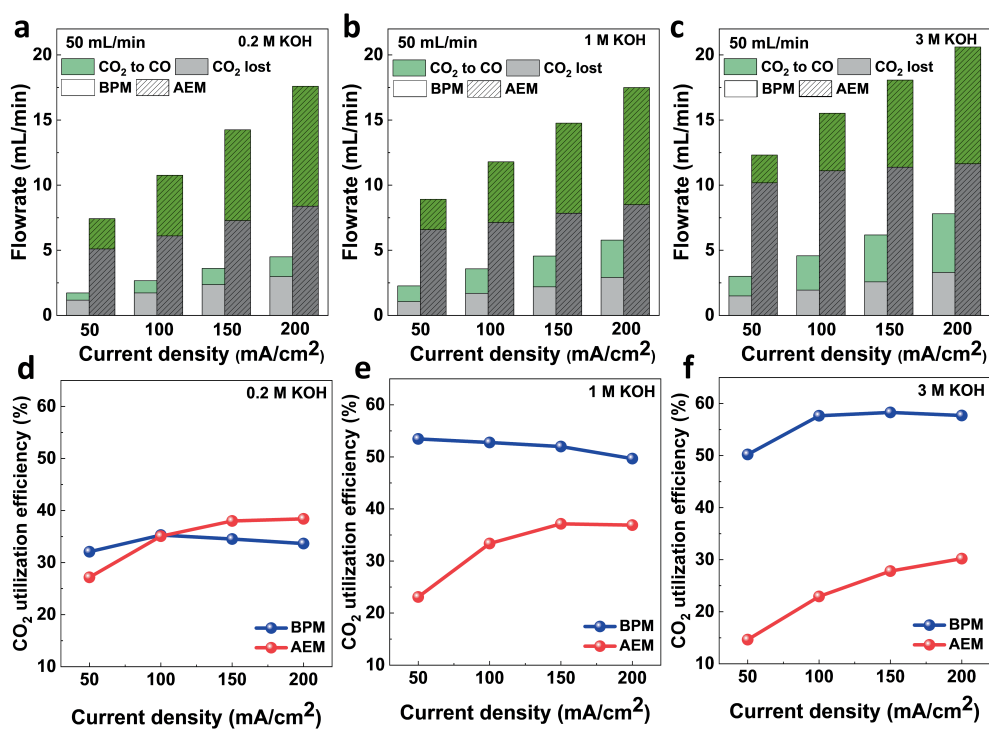 a
50 mL/min 0.2 M KOH
CO2 to CO CO2 lost
BPM AEM
20
15
10
5
0
Flowrate (mL/min)
50 100 150 200
Current density (mA/cm2)
b
50 mL/min 1 M KOH
CO2 to CO CO2 lost
BPM AEM
20
15
10
5
0
Flowrate (mL/min)
50 100 150 200
Current density (mA/cm2)
c
50 mL/min 3 M KOH
CO2 to CO CO2 lost
BPM AEM
20
15
10
5
0
Flowrate (mL/min)
50 100 150 200
Current density (mA/cm2)
d
0.2 M KOH
60
50
40
30
20
10
CO2 utilization efficiency (%)
BPM
AEM
50 100 150 200
Current density (mA/cm2)
e
1 M KOH
60
50
40
30
20
10
CO2 utilization efficiency (%)
BPM
AEM
50 100 150 200
Current density (mA/cm2)
f
3 M KOH
60
50
40
30
20
10
CO2 utilization efficiency (%)
BPM
AEM
50 100 150 200
Current density (mA/cm2)